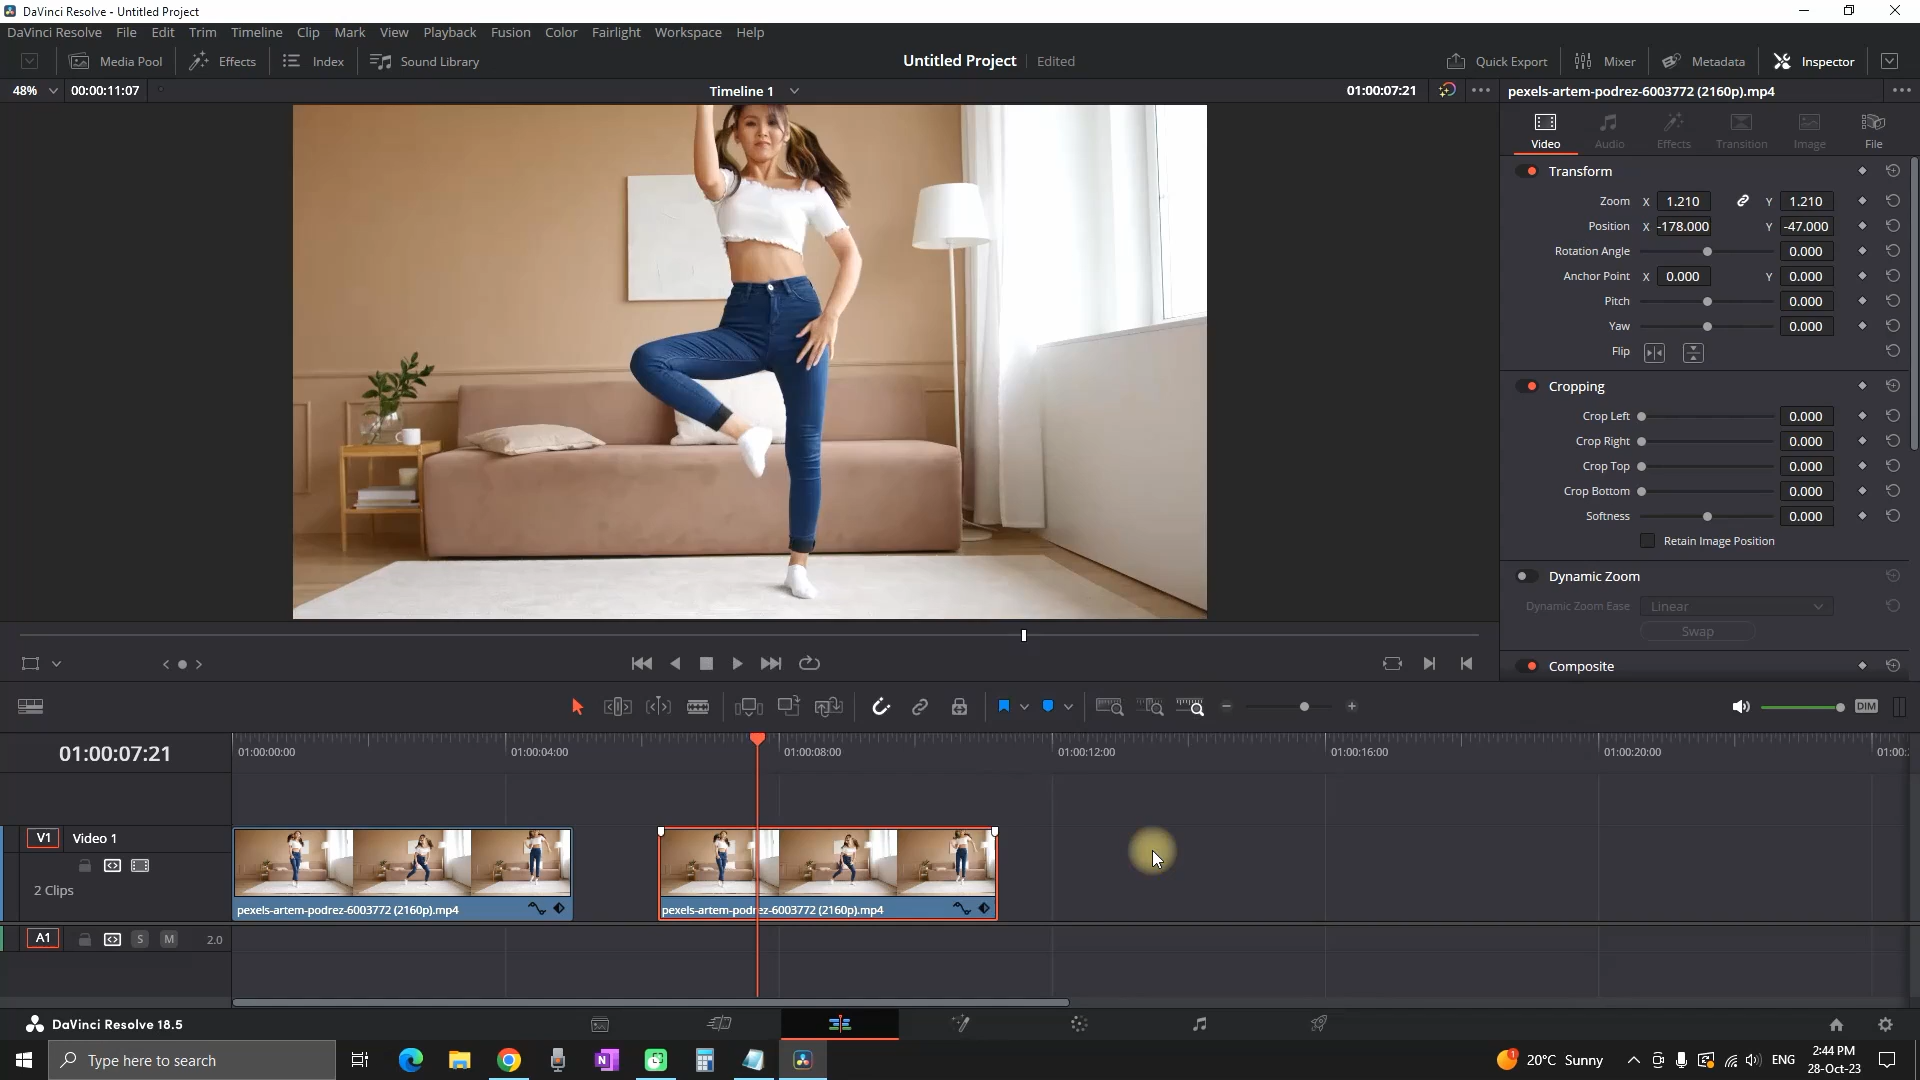 DaVinci Resolve - Untitled Project
DaVinci Resolve File Edit Trim Timeline Clip Mark View Playback Fusion Color Fairlight Workspace Help
Media Pool Effects Index Sound Library Untitled Project Edited Quick Export Mixer Metadata Inspector
48% 00:00:11:07 Timeline 1 01:00:07:21 pexels-artem-podrez-6003772 (2160p).mp4
Video Audio Effects Transition Image File
Transform
Zoom X 1.210 Y 1.210
Position X -178.000 Y -47.000
Rotation Angle 0.000
Anchor Point X 0.000 Y 0.000
Pitch 0.000
Yaw 0.000
Flip
Cropping
Crop Left 0.000
Crop Right 0.000
Crop Top 0.000
Crop Bottom 0.000
Softness 0.000
Retain Image Position
Dynamic Zoom
Dynamic Zoom Ease Linear
Swap
Composite
DIM
01:00:07:21 01:00:00:00 01:00:04:00 01:00:08:00 01:00:12:00 01:00:16:00 01:00:20:00 01:00:
V1 Video 1
2 Clips
pexels-artem-podrez-6003772 (2160p).mp4 pexels-artem-podrez-6003772 (2160p).mp4
A1 S M 2.0
DaVinci Resolve 18.5
Type here to search 20°C Sunny ENG 2:44 PM
28-Oct-23